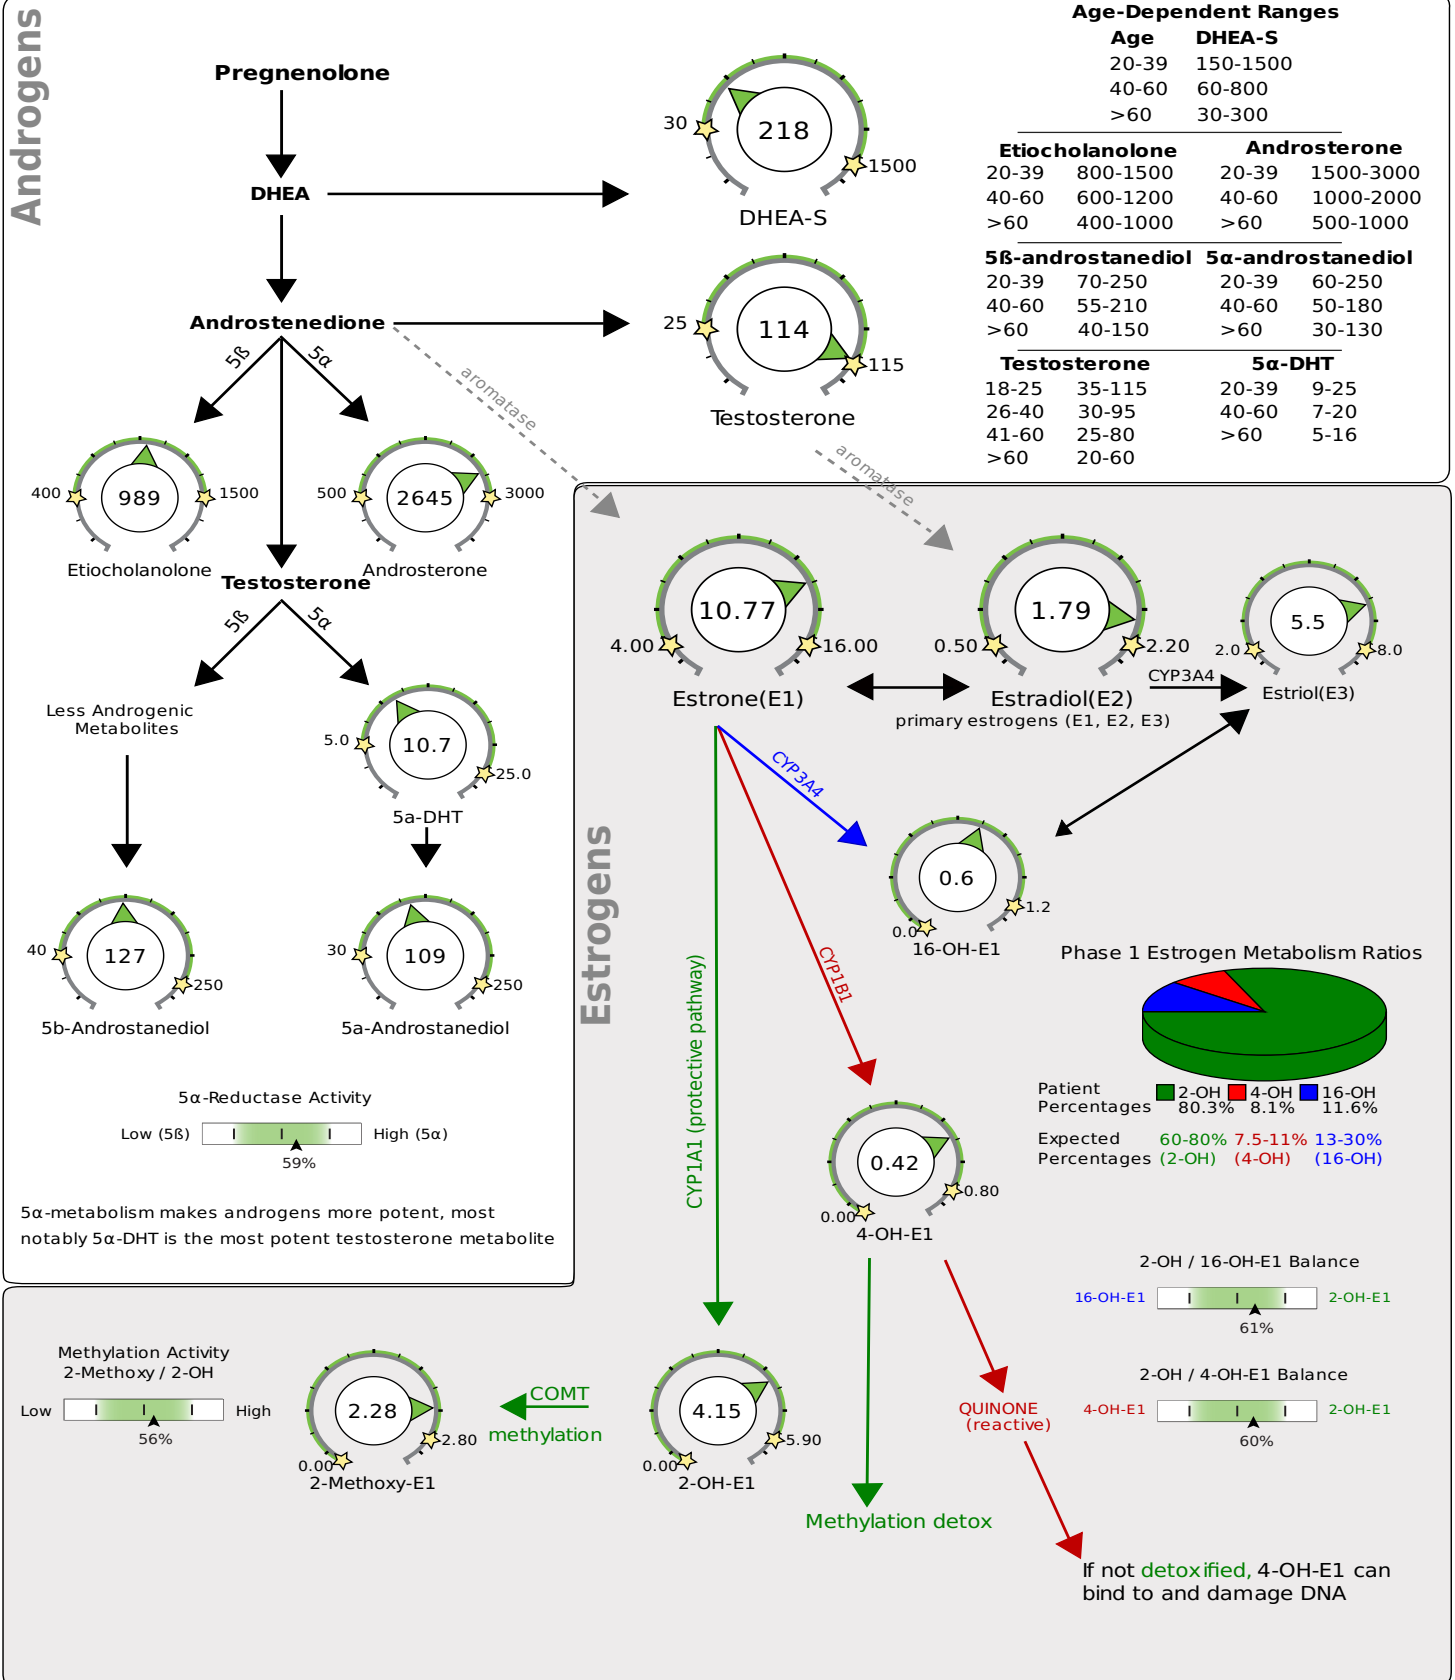 Androgens
Pregnenolone
DHEA
Androstenedione
5ß
5α
aromatase
30
218
1500
DHEA-S
25
114
115
Testosterone
aromatase
Age-Dependent Ranges
Age DHEA-S
20-39 150-1500
40-60 60-800
>60 30-300
Etiocholanolone Androsterone
20-39 800-1500 20-39 1500-3000
40-60 600-1200 40-60 1000-2000
>60 400-1000 >60 500-1000
5ß-androstanediol 5α-androstanediol
20-39 70-250 20-39 60-250
40-60 55-210 40-60 50-180
>60 40-150 >60 30-130
Testosterone 5α-DHT
18-25 35-115 20-39 9-25
26-40 30-95 40-60 7-20
41-60 25-80 >60 5-16
>60 20-60
400 989 1500
Etiocholanolone
500 2645 3000
Androsterone
Testosterone
5ß
5α
Less Androgenic
Metabolites
5.0 10.7
25.0
5a-DHT
40 127
250
5b-Androstanediol
30 109
250
5a-Androstanediol
5α-Reductase Activity
Low (5ß) High (5α)
59%
5α-metabolism makes androgens more potent, most
notably 5α-DHT is the most potent testosterone metabolite
Estrogens
10.77
4.00 16.00
Estrone(E1)
1.79
0.50 2.20
Estradiol(E2)
primary estrogens (E1, E2, E3)
CYP3A4
5.5
2.0 8.0
Estriol(E3)
CYP3A4
0.6
1.2
0.0
16-OH-E1
CYP1B1
CYP1A1 (protective pathway)
Phase 1 Estrogen Metabolism Ratios
Patient 2-OH 4-OH 16-OH
Percentages 80.3% 8.1% 11.6%
Expected 60-80% 7.5-11% 13-30%
Percentages (2-OH) (4-OH) (16-OH)
0.42
0.80
0.00
4-OH-E1
2-OH / 16-OH-E1 Balance
16-OH-E1 2-OH-E1
61%
2-OH / 4-OH-E1 Balance
4-OH-E1 2-OH-E1
60%
Methylation Activity
2-Methoxy / 2-OH
Low High
56%
2.28
2.80
0.00
2-Methoxy-E1
COMT
methylation
4.15
5.90
0.00
2-OH-E1
QUINONE
(reactive)
Methylation detox
If not detoxified, 4-OH-E1 can
bind to and damage DNA